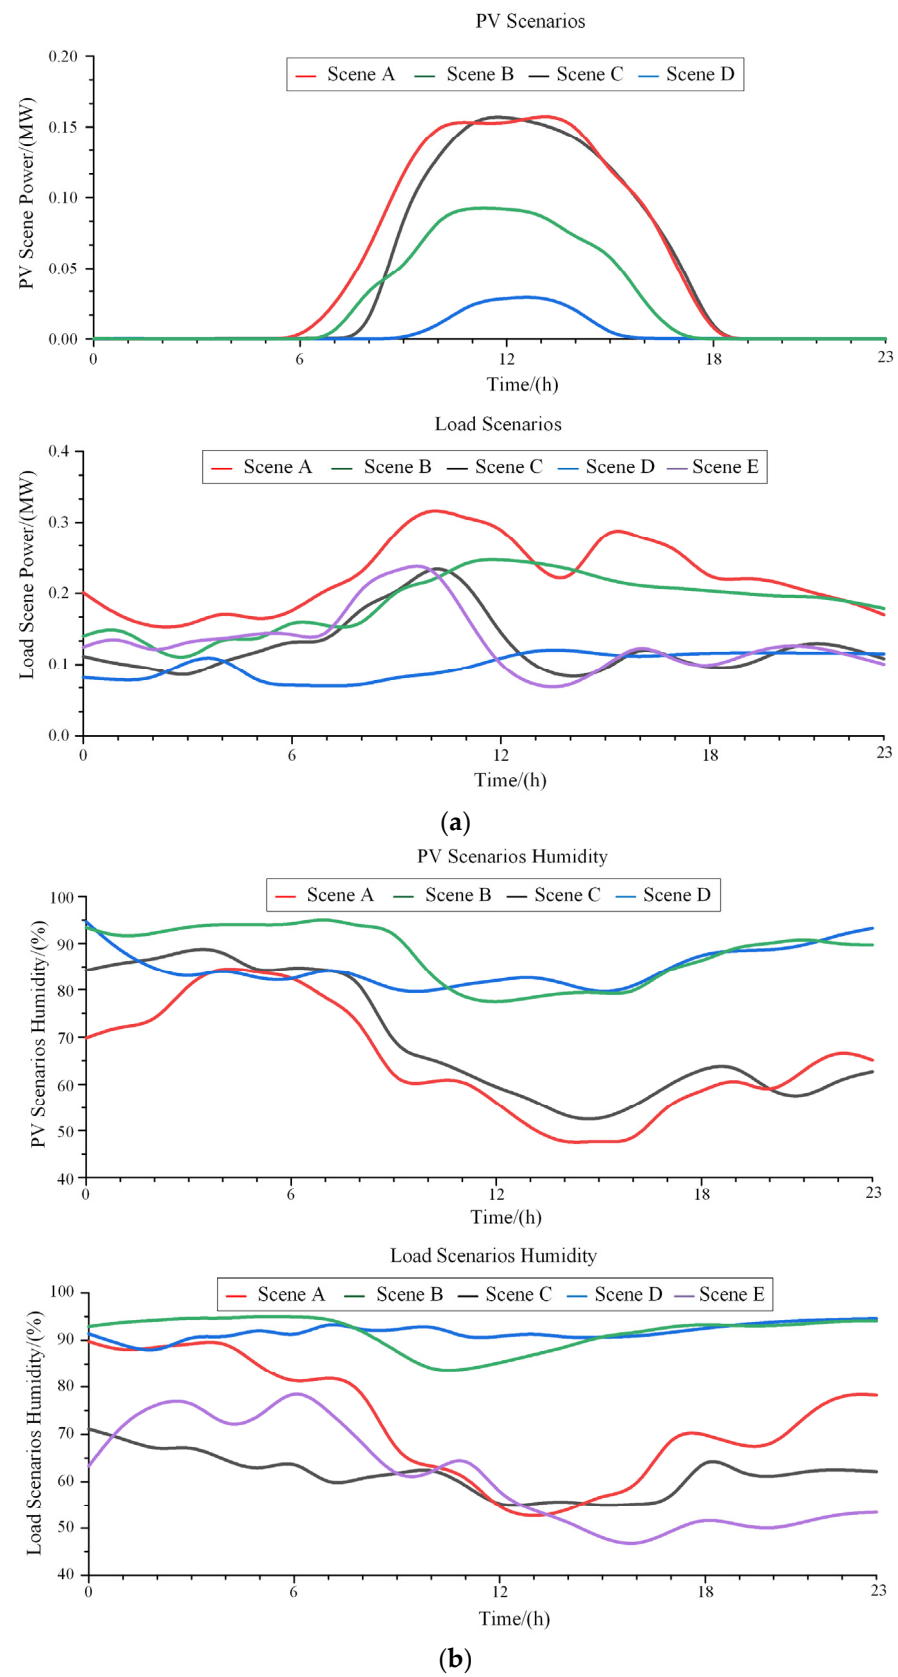 PV Scenarios
Scene A Scene B Scene C Scene D
PV Scene Power/(MW)
0.20
0.15
0.10
0.05
0.00
0 6 12 18 23
Time/(h)
Load Scenarios
Scene A Scene B Scene C Scene D Scene E
Load Scene Power/(MW)
0.4
0.3
0.2
0.1
0.0
0 6 12 18 23
Time/(h)
(a)
PV Scenarios Humidity
Scene A Scene B Scene C Scene D
PV Scenarios Humidity/(%)
100
90
80
70
60
50
40
0 6 12 18 23
Time/(h)
Load Scenarios Humidity
Scene A Scene B Scene C Scene D Scene E
Load Scenarios Humidity/(%)
100
90
80
70
60
50
40
0 6 12 18 23
Time/(h)
(b)